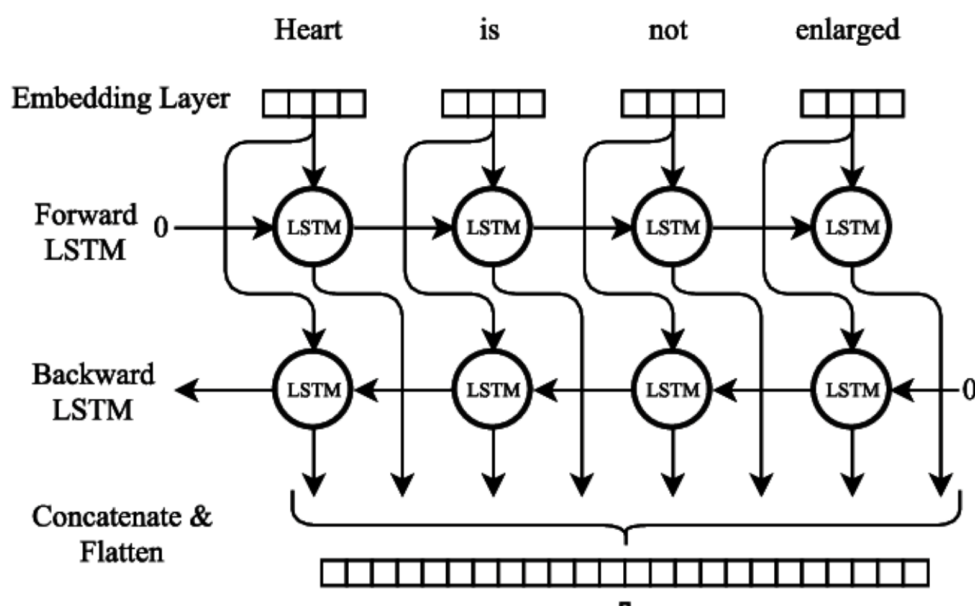 Heart is not enlarged
Embedding Layer
Forward
LSTM
0
LSTM LSTM LSTM LSTM
Backward
LSTM
LSTM LSTM LSTM LSTM
0
Concatenate &
Flatten